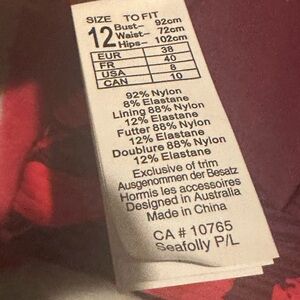 SIZE TO FIT
12 Bust- 92cm
Waist- 72cm
Hips- 102cm
EUR 38
FR 40
USA 8
CAN 10
92% Nylon
8% Elastane
Lining 88% Nylon
12% Elastane
Futter 88% Nylon
12% Elastane
Doublure 88% Nylon
12% Elastane
Exclusive of trim
Ausgenommen der Besatz
Hormis les accessoires
Designed in Australia
Made in China
CA # 10765
Seafolly P/L